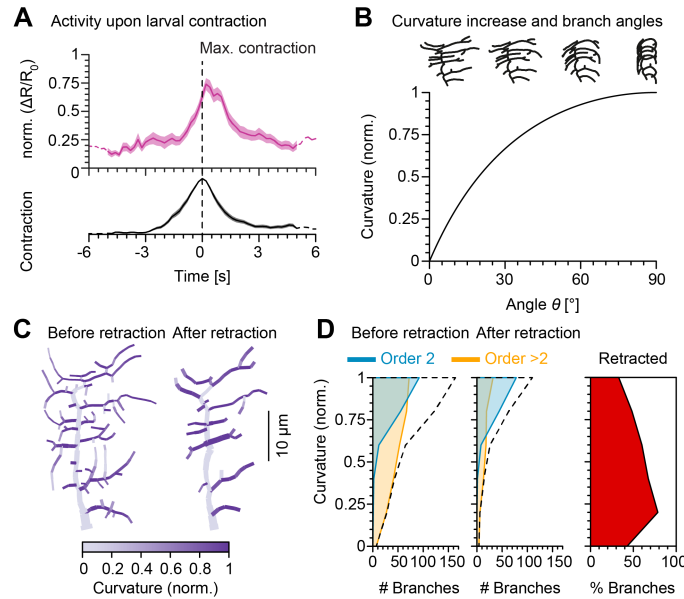 A Activity upon larval contraction
Max. contraction
norm. (ΔR/R0)
1
0.75
0.5
0.25
0
Contraction
-6 -3 0 3 6
Time [s]
B Curvature increase and branch angles
Curvature (norm.)
1
0.75
0.5
0.25
0
0 30 60 90
Angle θ [°]
C Before retraction After retraction
10 µm
0 0.2 0.4 0.6 0.8 1
Curvature (norm.)
D Before retraction After retraction
Order 2 Order >2 Retracted
Curvature (norm.)
1
0.75
0.5
0.25
0
0 50 100 150
# Branches
0 50 100 150
# Branches
0 50 100
% Branches